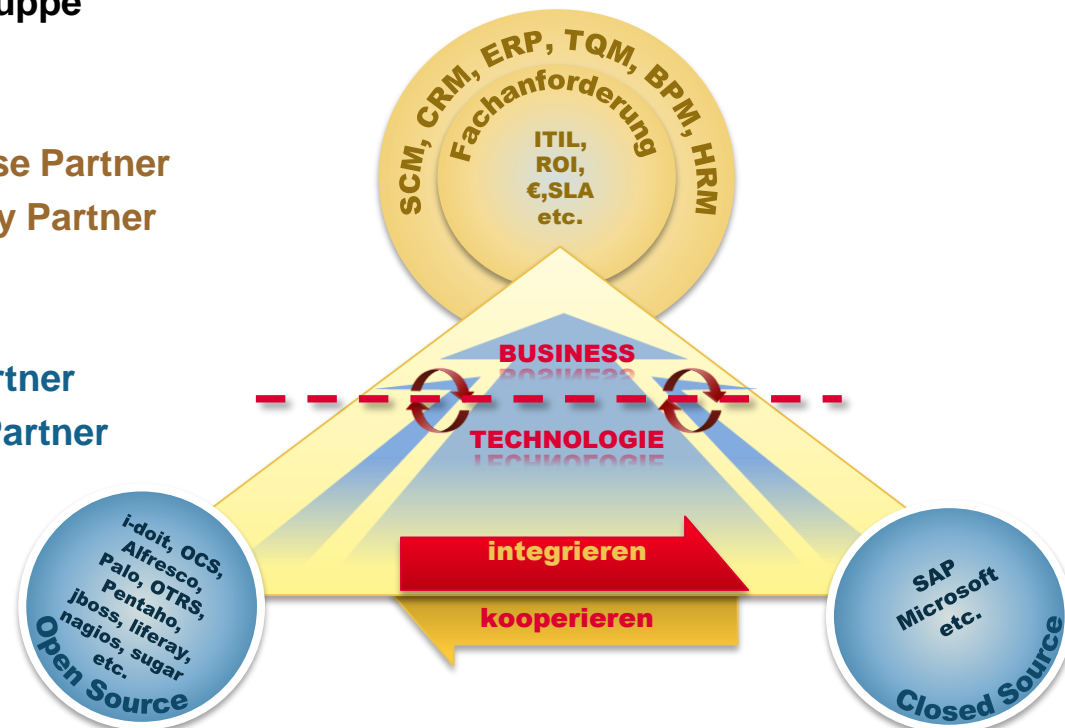 uppe
SCM, CRM, ERP, TQM, BPM, HRM
Fachanforderung
ITIL,
ROI,
€,SLA
etc.
se Partner
y Partner
BUSINESS
rtner
Partner
TECHNOLOGIE
integrieren
kooperieren
i-doit, OCS,
Alfresco,
Palo, OTRS,
Pentaho,
jboss, liferay,
nagios, sugar
etc.
Open Source
SAP
Microsoft
etc.
Closed Source